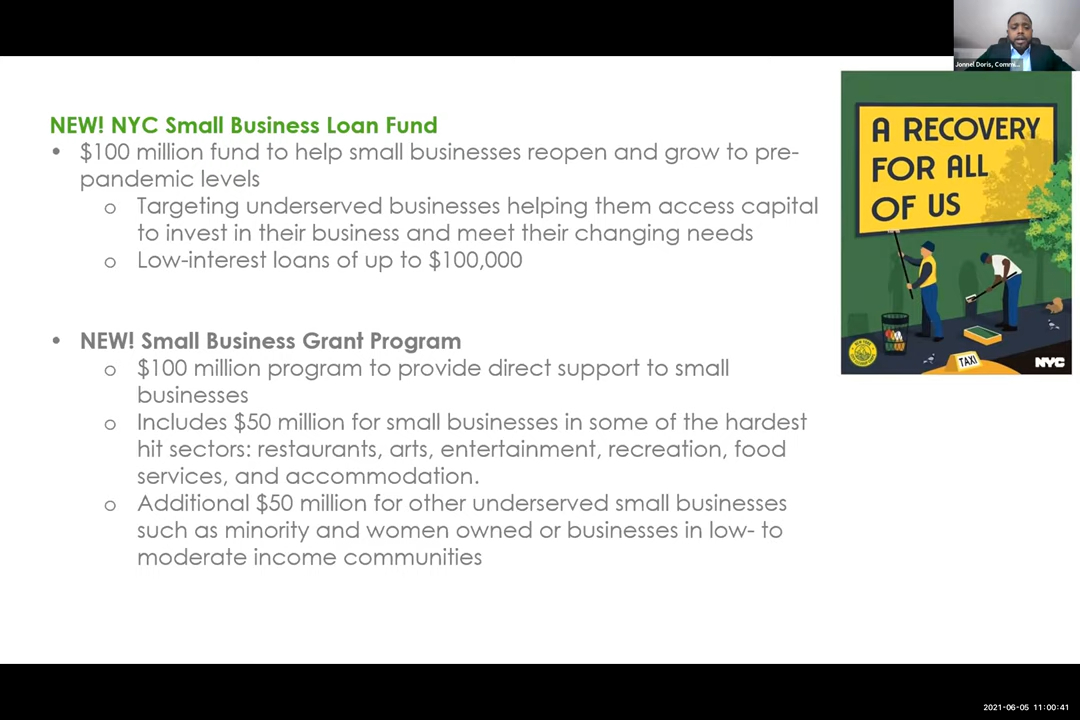 Jonnel Doris, Commi...
NEW! NYC Small Business Loan Fund
• $100 million fund to help small businesses reopen and grow to pre-
pandemic levels
o Targeting underserved businesses helping them access capital
to invest in their business and meet their changing needs
o Low-interest loans of up to $100,000
• NEW! Small Business Grant Program
o $100 million program to provide direct support to small
businesses
o Includes $50 million for small businesses in some of the hardest
hit sectors: restaurants, arts, entertainment, recreation, food
services, and accommodation.
o Additional $50 million for other underserved small businesses
such as minority and women owned or businesses in low- to
moderate income communities
A RECOVERY
FOR ALL
OF US
TAXI
NYC
2021-06-05 11:00:41